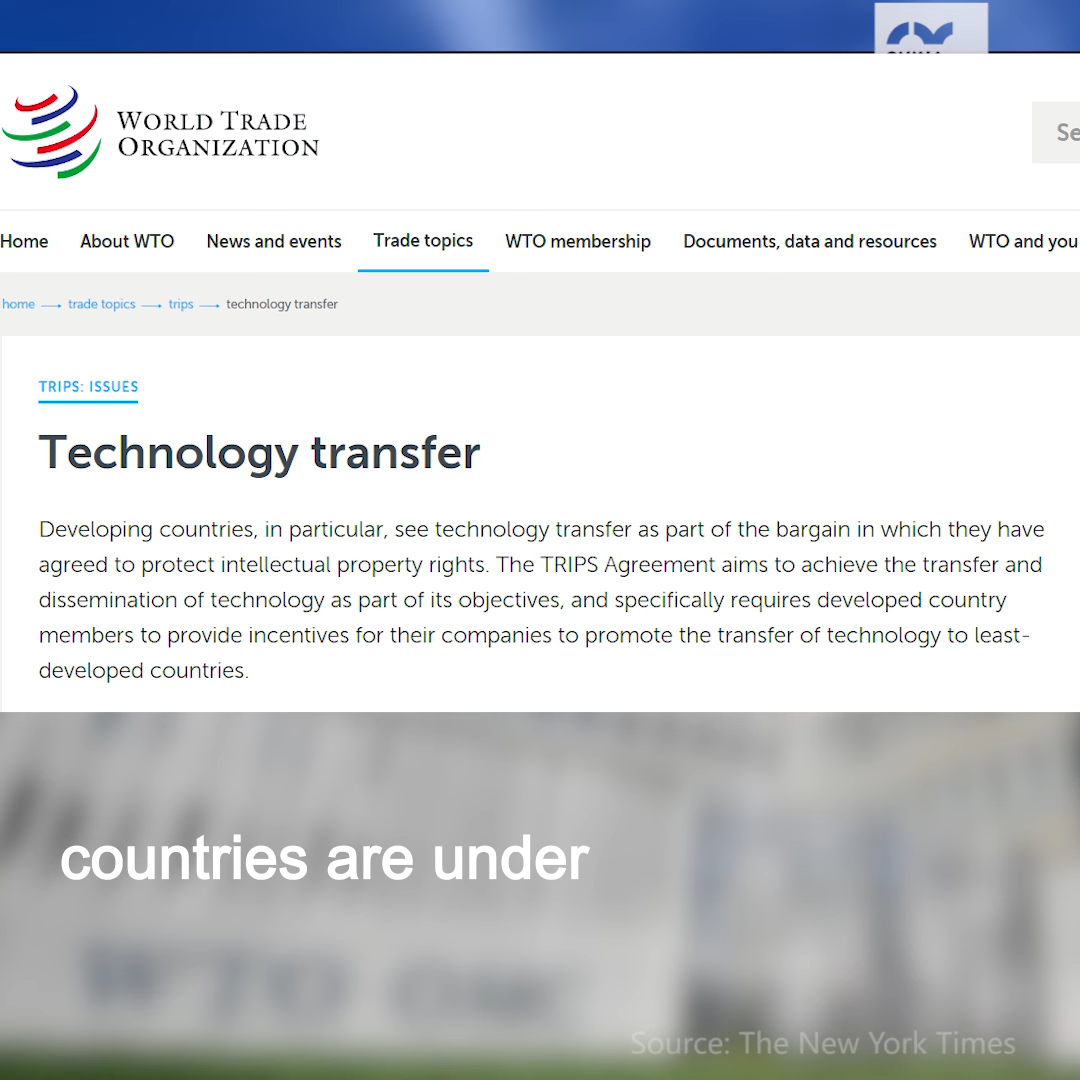 WORLD TRADE
ORGANIZATION
Se
Home About WTO News and events Trade topics WTO membership Documents, data and resources WTO and you
home → trade topics → trips → technology transfer
TRIPS: ISSUES
Technology transfer
Developing countries, in particular, see technology transfer as part of the bargain in which they have
agreed to protect intellectual property rights. The TRIPS Agreement aims to achieve the transfer and
dissemination of technology as part of its objectives, and specifically requires developed country
members to provide incentives for their companies to promote the transfer of technology to least-
developed countries.
countries are under
WTO OMC
Source: The New York Times